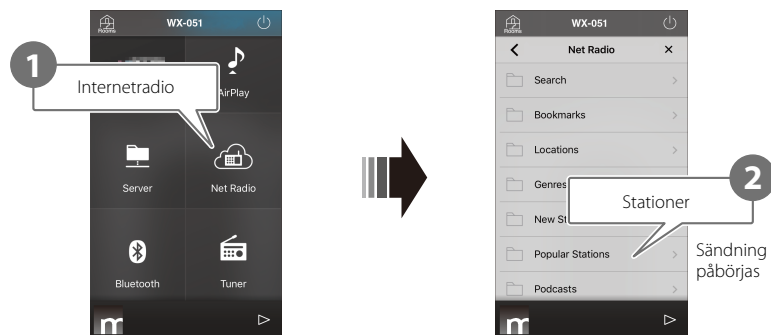 Rooms
WX-051
1
Internetradio
AirPlay
Server
Net Radio
Bluetooth
Tuner
Rooms
WX-051
Net Radio
Search
Bookmarks
Locations
Genres
2
Stationer
New St
Popular Stations
Sändning
påbörjas
Podcasts